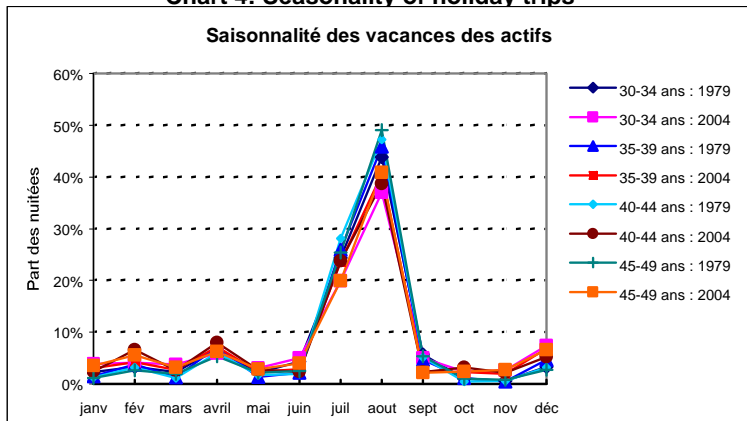 Chart 4: Seasonality of holiday trips
Saisonnalité des vacances des actifs
60%
50%
40%
30%
20%
10%
0%
Part des nuitées
janv fév mars avril mai juin juil aout sept oct nov déc
30-34 ans : 1979
30-34 ans : 2004
35-39 ans : 1979
35-39 ans : 2004
40-44 ans : 1979
40-44 ans : 2004
45-49 ans : 1979
45-49 ans : 2004